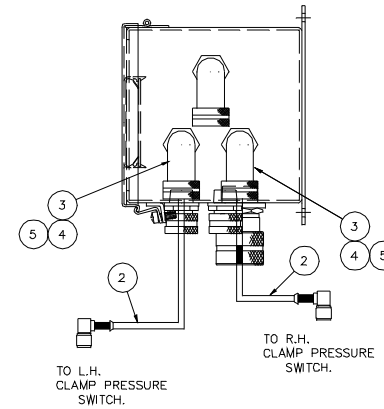 3
5 4
3
4 5
2
2
TO L.H.
CLAMP PRESSURE
SWITCH.
TO R.H.
CLAMP PRESSURE
SWITCH.